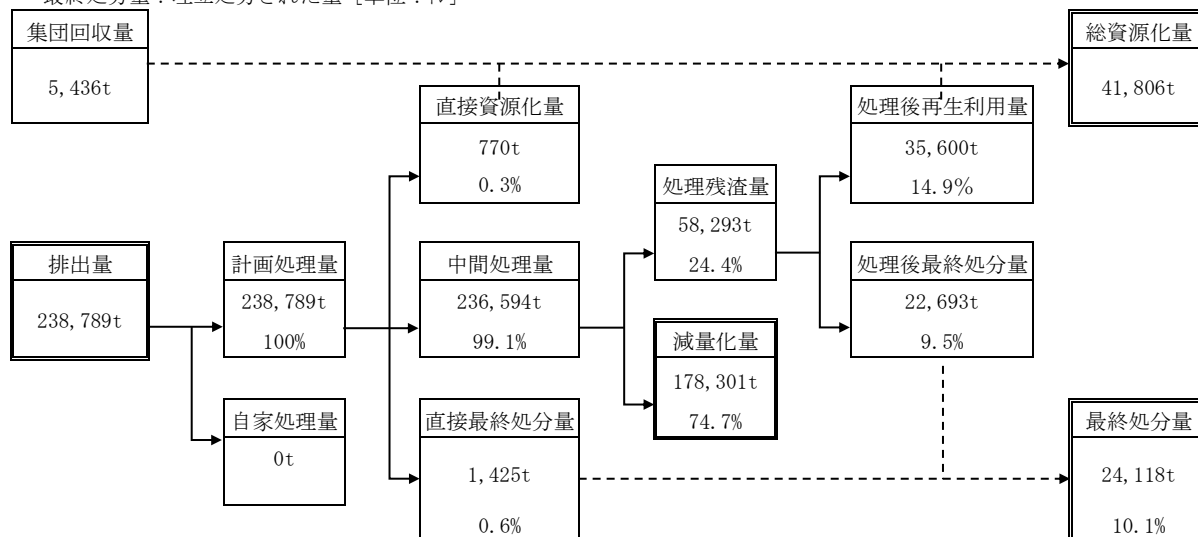 集団回収量
5,436t
総資源化量
41,806t
直接資源化量
770t
0.3%
処理後再生利用量
35,600t
14.9%
処理残渣量
58,293t
24.4%
排出量
238,789t
計画処理量
238,789t
100%
中間処理量
236,594t
99.1%
処理後最終処分量
22,693t
9.5%
減量化量
178,301t
74.7%
自家処理量
0t
直接最終処分量
1,425t
0.6%
最終処分量
24,118t
10.1%